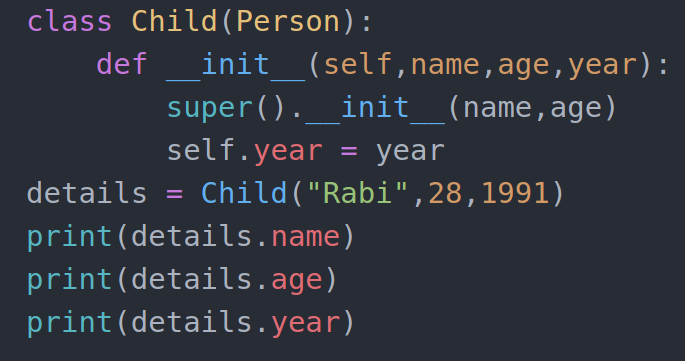 class Child(Person):
    def __init__(self,name,age,year):
        super().__init__(name,age)
        self.year = year
details = Child("Rabi",28,1991)
print(details.name)
print(details.age)
print(details.year)